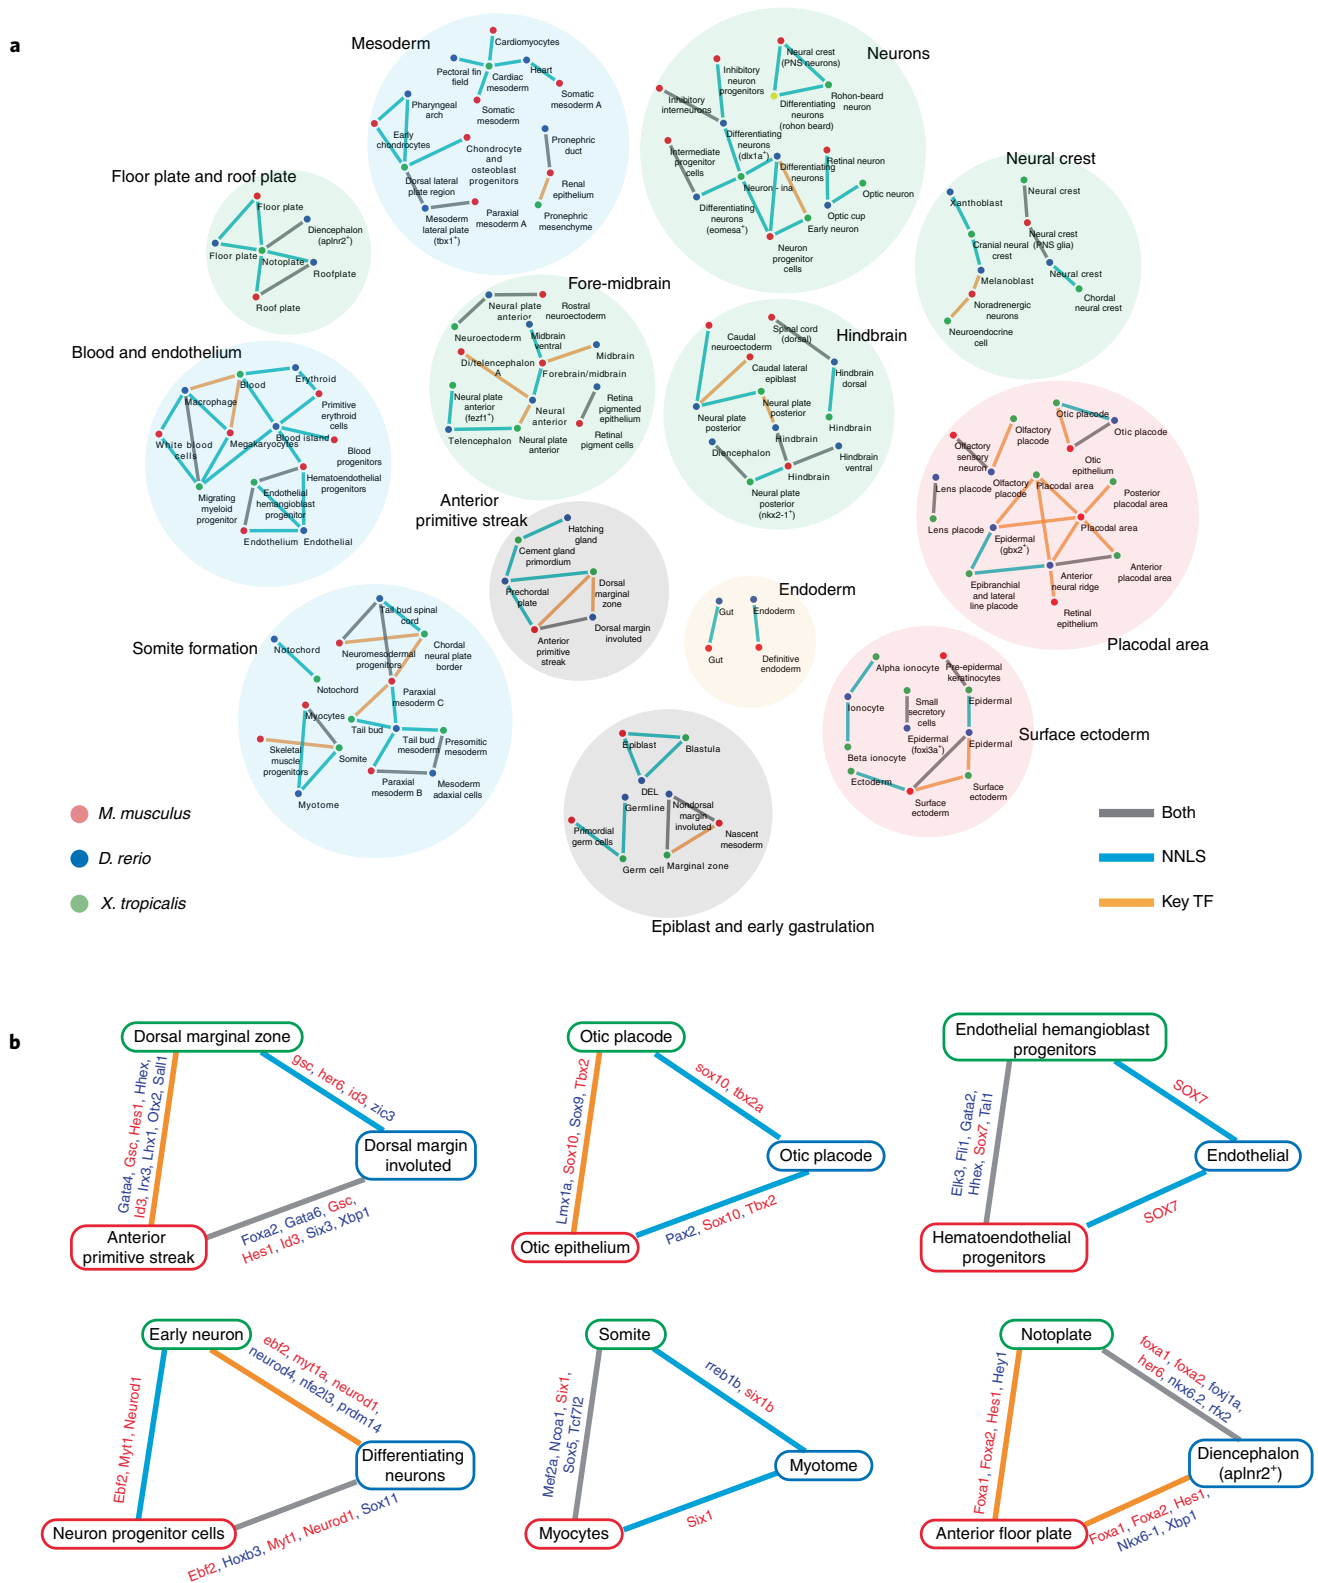 a
Mesoderm
Cardiomyocytes
Pectoral fin
field
Cardiac
mesoderm
Heart
Somatic
mesoderm A
Somatic
mesoderm
Pharyngeal
arch
Early
chondrocytes
Chondrocyte
and
osteoblast
progenitors
Dorsal lateral
plate region
Mesoderm
lateral plate
(tbx1+)
Paraxial
mesoderm A
Pronephric
duct
Renal
epithelium
Pronephric
mesenchyme
Neurons
Neural crest
(PNS neurons)
Inhibitory
neuron
progenitors
Inhibitory
interneurons
Differentiating
neurons
(rohon beard)
Rohon-beard
neuron
Differentiating
neurons
(dlx1a+)
Intermediate
progenitor
cells
Differentiating
neurons
Neuron - ina
Retinal neuron
Optic neuron
Optic cup
Early neuron
Differentiating
neurons
(eomesa+)
Neuron
progenitor
cells
Neural crest
Xanthoblast
Neural crest
Neural crest
(PNS glia)
Cranial neural
crest
Melanoblast
Neural crest
Noradrenergic
neurons
Chordal
neural crest
Neuroendocrine
cell
Floor plate and roof plate
Floor plate
Diencephalon
(aplnr2+)
Floor plate
Notoplate
Roofplate
Roof plate
Fore-midbrain
Neural plate
anterior
Rostral
neuroectoderm
Neuroectoderm
Midbrain
ventral
Midbrain
Di/telencephalon
A
Forebrain/midbrain
Neural plate
anterior
(fezf1+)
Neural
anterior
Retina
pigmented
epithelium
Telencephalon
Neural plate
anterior
Retinal
pigment cells
Hindbrain
Caudal
neuroectoderm
Spinal cord
(dorsal)
Caudal lateral
epiblast
Hindbrain
dorsal
Neural plate
posterior
Neural plate
posterior
Hindbrain
Hindbrain
Diencephalon
Hindbrain
ventral
Hindbrain
Neural plate
posterior
(nkx2-1+)
Blood and endothelium
Blood
Erythroid
Macrophage
Primitive
erythroid
cells
White blood
cells
Megakaryocytes
Blood island
Blood
progenitors
Hematoendothelial
progenitors
Migrating
myeloid
progenitor
Endothelial
hemangioblast
progenitor
Endothelium
Endothelial
Placodal area
Otic placode
Otic placode
Olfactory
placode
Olfactory
sensory
neuron
Otic
epithelium
Lens placode
Olfactory
placode
Placodal area
Posterior
placodal area
Lens placode
Placodal area
Epidermal
(gbx2+)
Anterior
placodal area
Epibranchial
and lateral
line placode
Anterior
neural ridge
Retinal
epithelium
Anterior
primitive streak
Hatching
gland
Cement gland
primordium
Prechordal
plate
Dorsal
marginal
zone
Dorsal margin
involuted
Anterior
primitive
streak
Endoderm
Gut
Endoderm
Gut
Definitive
endoderm
Somite formation
Tail bud spinal
cord
Notochord
Neuromesodermal
progenitors
Chordal
neural plate
border
Notochord
Paraxial
mesoderm C
Myocytes
Tail bud
Tail bud
mesoderm
Presomitic
mesoderm
Skeletal
muscle
progenitors
Somite
Paraxial
mesoderm B
Mesoderm
adaxial cells
Myotome
Surface ectoderm
Alpha ionocyte
Pre-epidermal
keratinocytes
Ionocyte
Small
secretory
cells
Epidermal
Epidermal
(foxi3a+)
Epidermal
Beta ionocyte
Ectoderm
Surface
ectoderm
Surface
ectoderm
Epiblast and early gastrulation
Epiblast
Blastula
DEL
Germline
Nondorsal
margin
involuted
Primordial
germ cells
Nascent
mesoderm
Germ cell
Marginal zone
M. musculus
D. rerio
X. tropicalis
Both
NNLS
Key TF
b
Dorsal marginal zone
Gata4, Gsc, Hes1, Hhex,
Id3, Irx3, Lhx1, Otx2, Sall1
gsc, her6, id3, zic3
Dorsal margin
involuted
Foxa2, Gata6, Gsc,
Hes1, Id3, Six3, Xbp1
Anterior
primitive streak
Otic placode
Lmx1a, Sox10, Sox9, Tbx2
sox10, tbx2a
Otic placode
Pax2, Sox10, Tbx2
Otic epithelium
Endothelial hemangioblast
progenitors
Elk3, Fli1, Gata2,
Hhex, Sox7, Tal1
SOX7
Endothelial
SOX7
Hematoendothelial
progenitors
Early neuron
Ebf2, Myt1, Neurod1
ebf2, myt1a, neurod1,
neurod4, nfe2l3, prdm14
Differentiating
neurons
Ebf2, Hoxb3, Myt1, Neurod1, Sox11
Neuron progenitor cells
Somite
Mef2a, Ncoa1, Six1,
Sox5, Tcf7l2
rreb1b, six1b
Myotome
Six1
Myocytes
Notoplate
Foxa1, Foxa2, Hes1, Hey1
foxa1, foxa2, foxj1a,
her6, nkx6.2, rfx2
Diencephalon
(aplnr2+)
Foxa1, Foxa2, Hes1,
Nkx6-1, Xbp1
Anterior floor plate